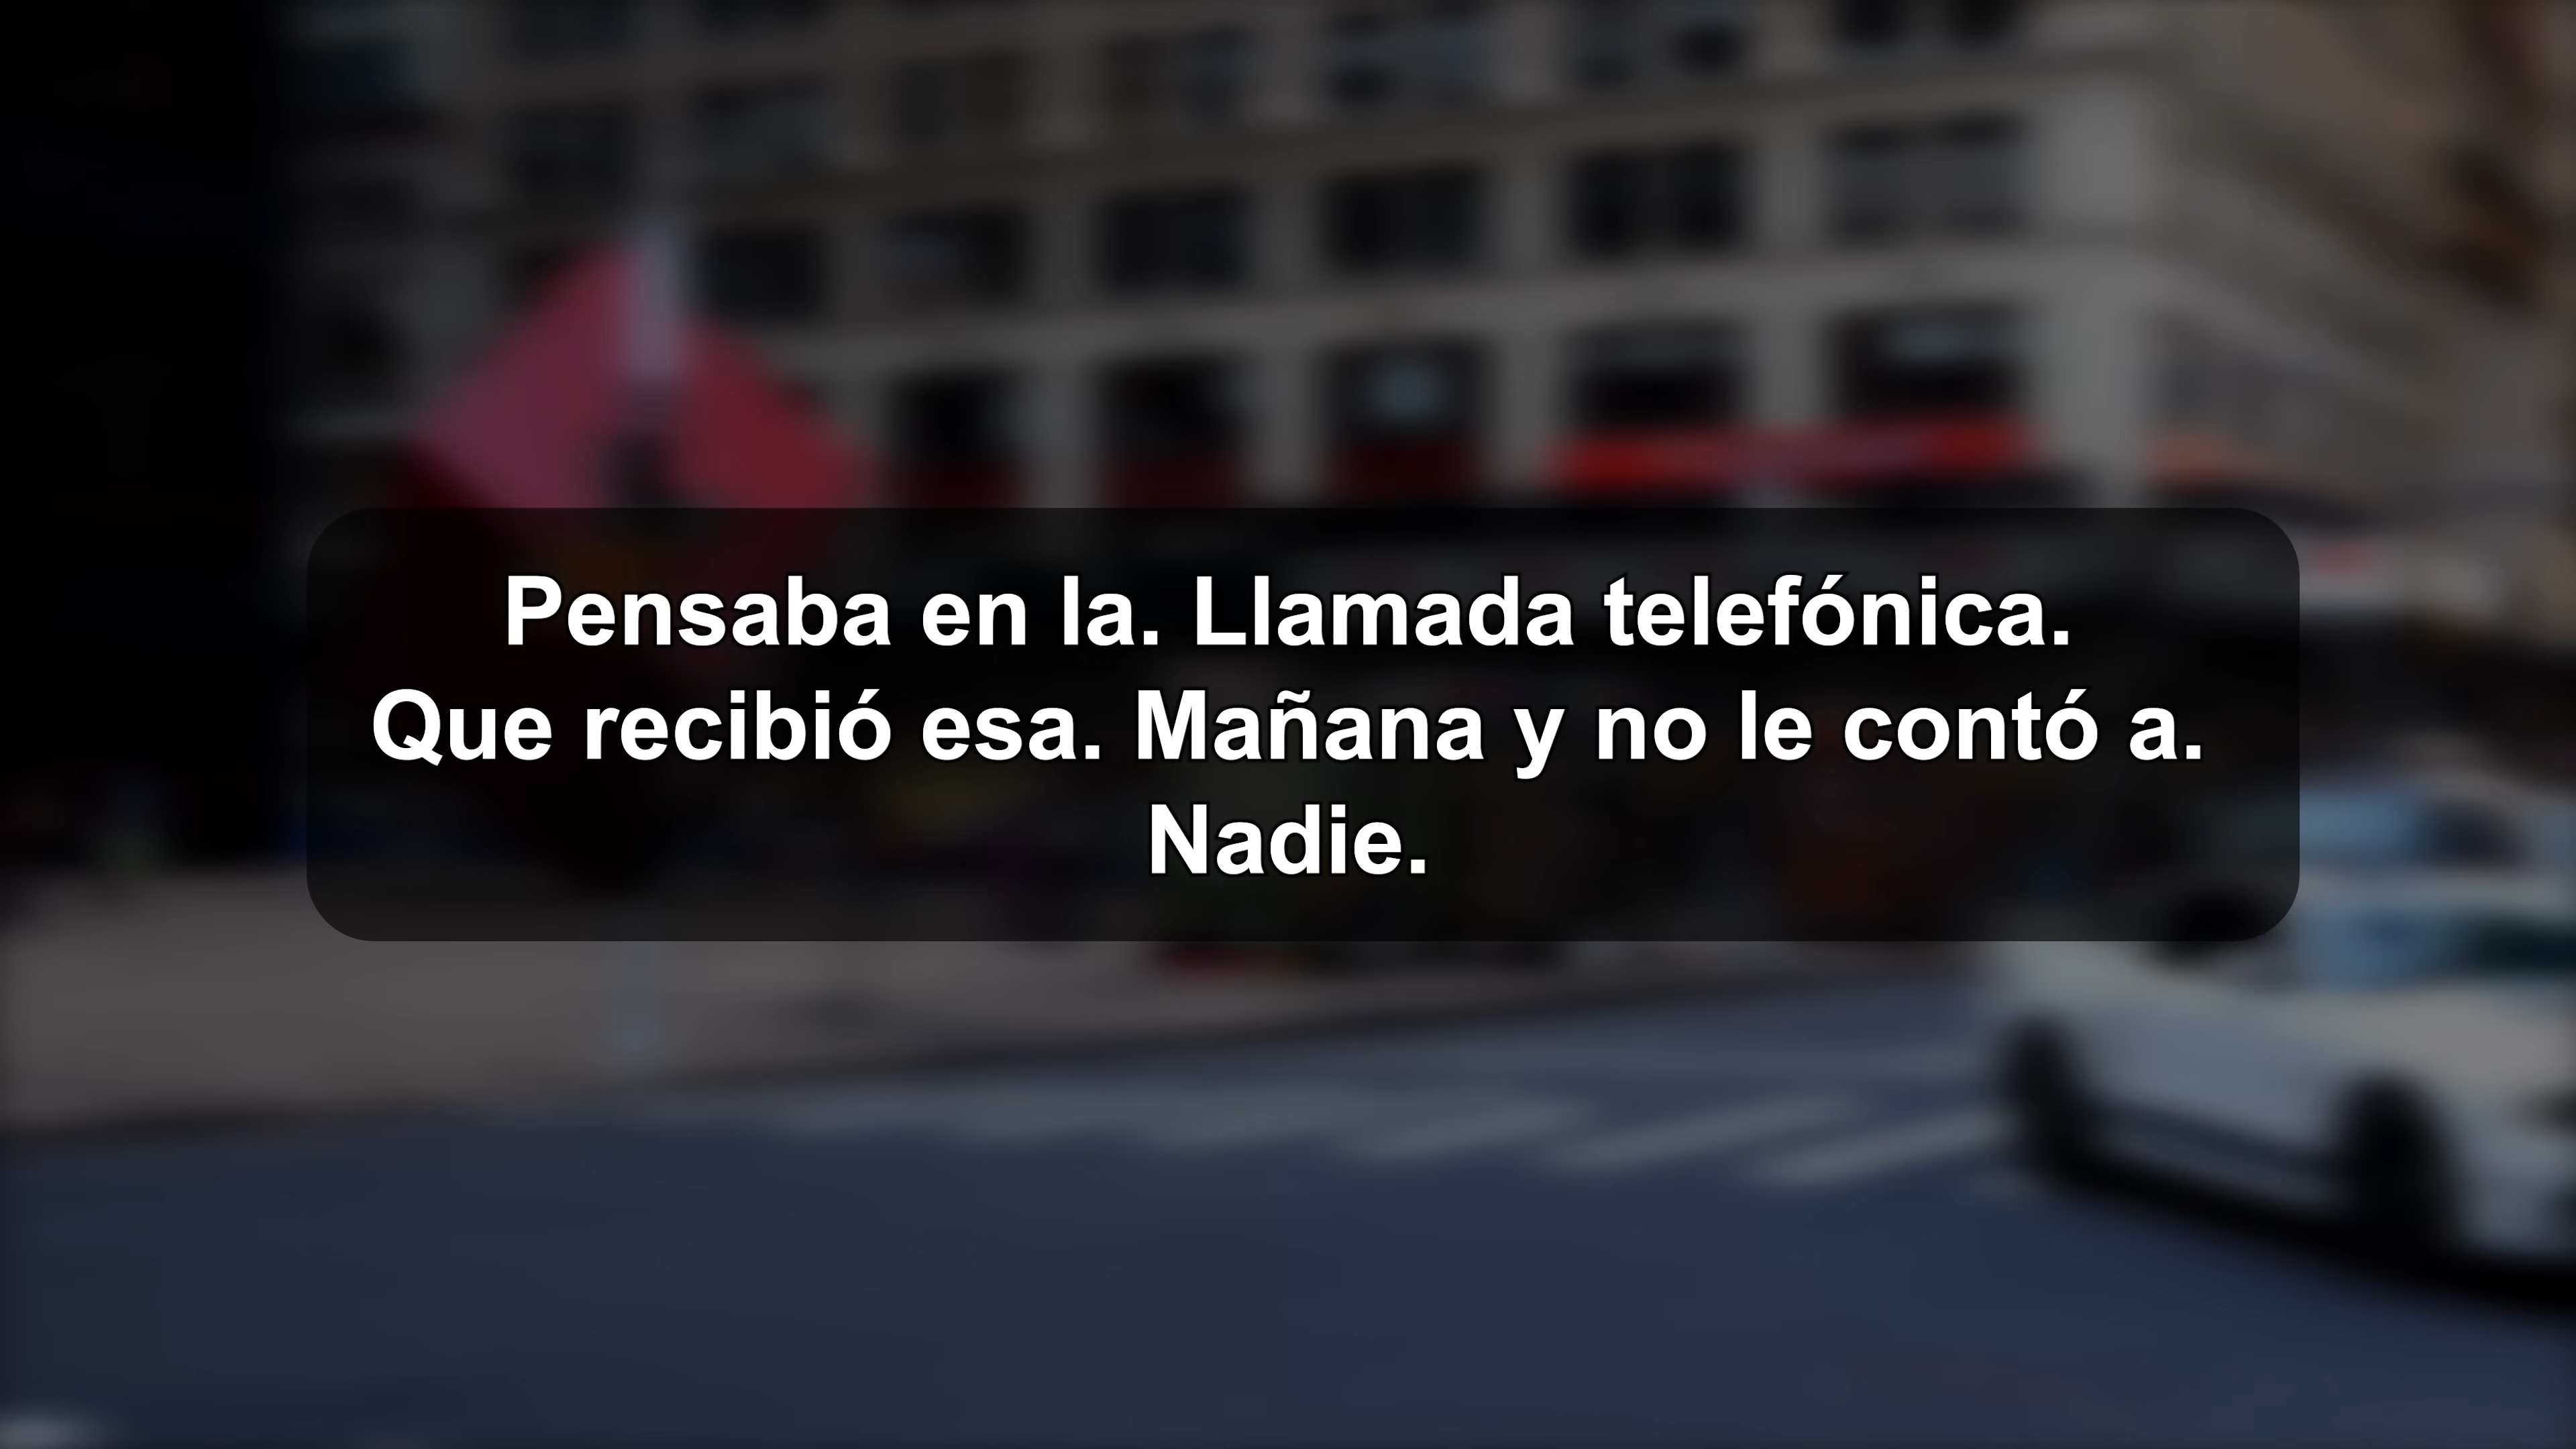 Pensaba en la. Llamada telefónica.
Que recibió esa. Mañana y no le contó a.
Nadie.